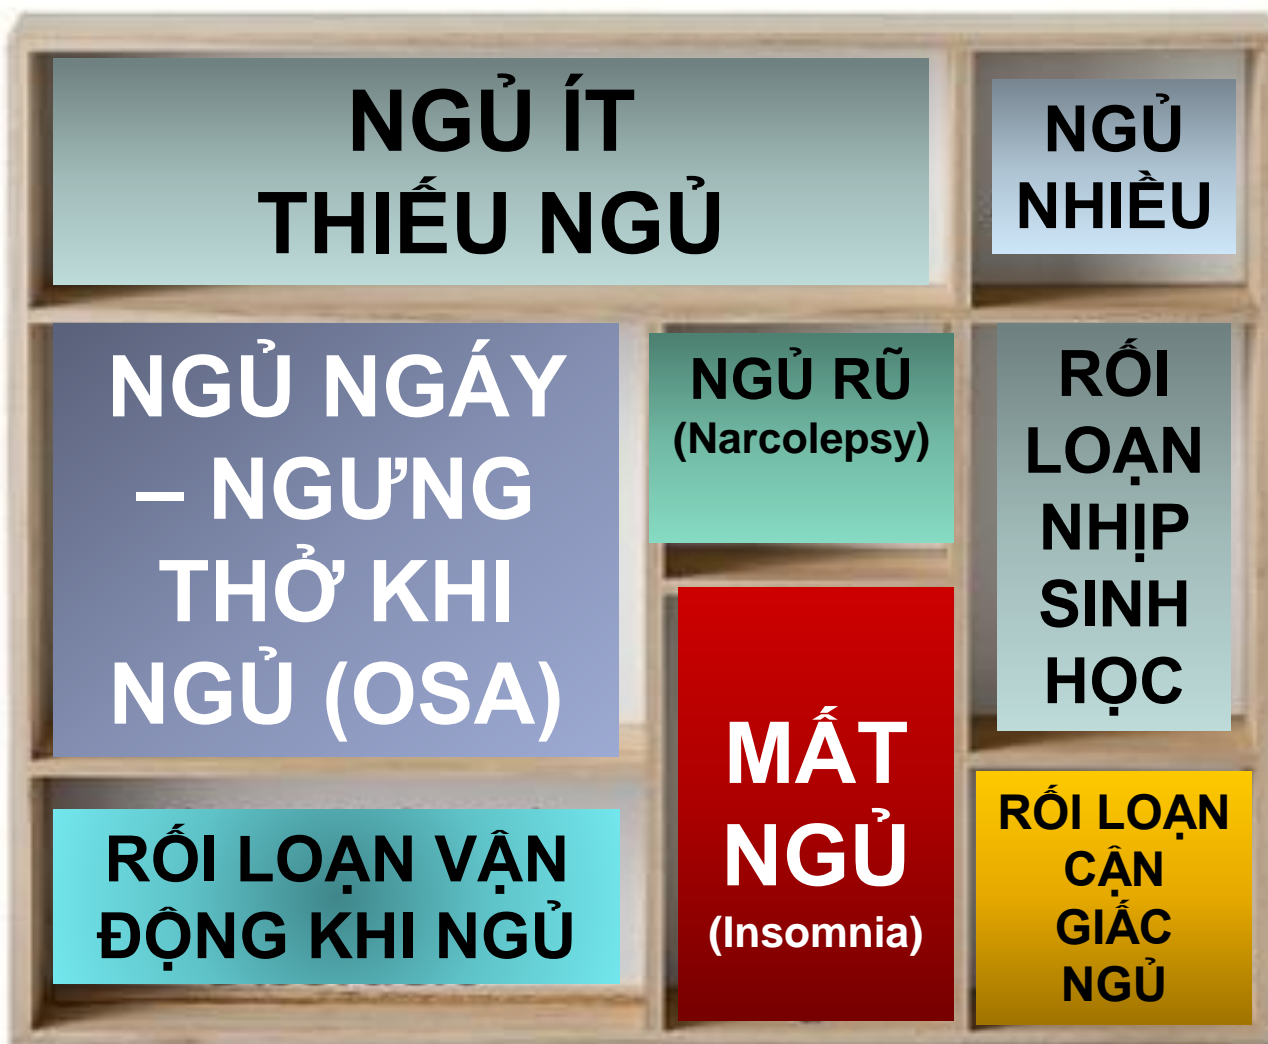 NGỦ ÍT
THIẾU NGỦ
NGỦ
NHIỀU
NGỦ NGÁY
– NGƯNG
THỞ KHI
NGỦ (OSA)
NGỦ RŨ
(Narcolepsy)
RỐI
LOẠN
NHỊP
SINH
HỌC
MẤT
NGỦ
(Insomnia)
RỐI LOẠN VẬN
ĐỘNG KHI NGỦ
RỐI LOẠN
CẬN
GIẤC
NGỦ